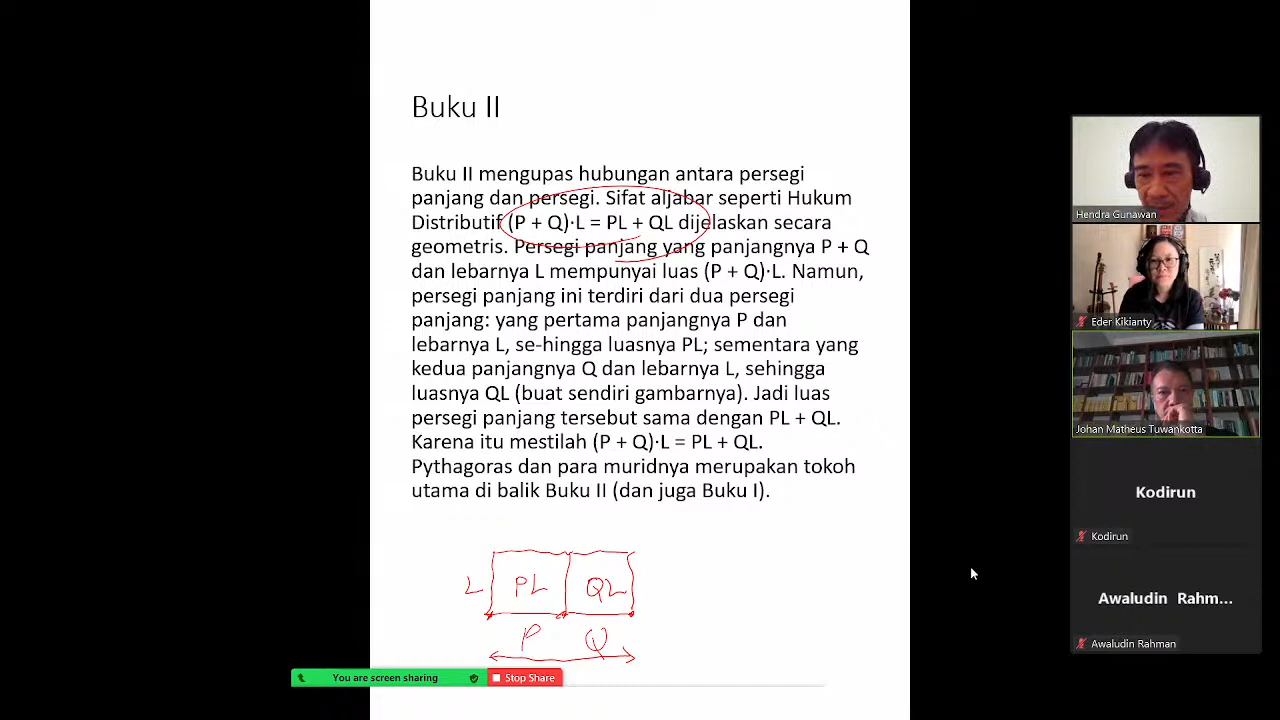 Buku II
Buku II mengupas hubungan antara persegi
panjang dan persegi. Sifat aljabar seperti Hukum
Distributif (P + Q)·L = PL + QL dijelaskan secara
geometris. Persegi panjang yang panjangnya P + Q
dan lebarnya L mempunyai luas (P + Q)·L. Namun,
persegi panjang ini terdiri dari dua persegi
panjang: yang pertama panjangnya P dan
lebarnya L, se-hingga luasnya PL; sementara yang
kedua panjangnya Q dan lebarnya L, sehingga
luasnya QL (buat sendiri gambarnya). Jadi luas
persegi panjang tersebut sama dengan PL + QL.
Karena itu mestilah (P + Q)·L = PL + QL.
Pythagoras dan para muridnya merupakan tokoh
utama di balik Buku II (dan juga Buku I).
L PL QL
P Q
You are screen sharing Stop Share
Hendra Gunawan
Eder Kikianty
Johan Matheus Tuwankotta
Kodirun
Kodirun
Awaludin Rahm...
Awaludin Rahman